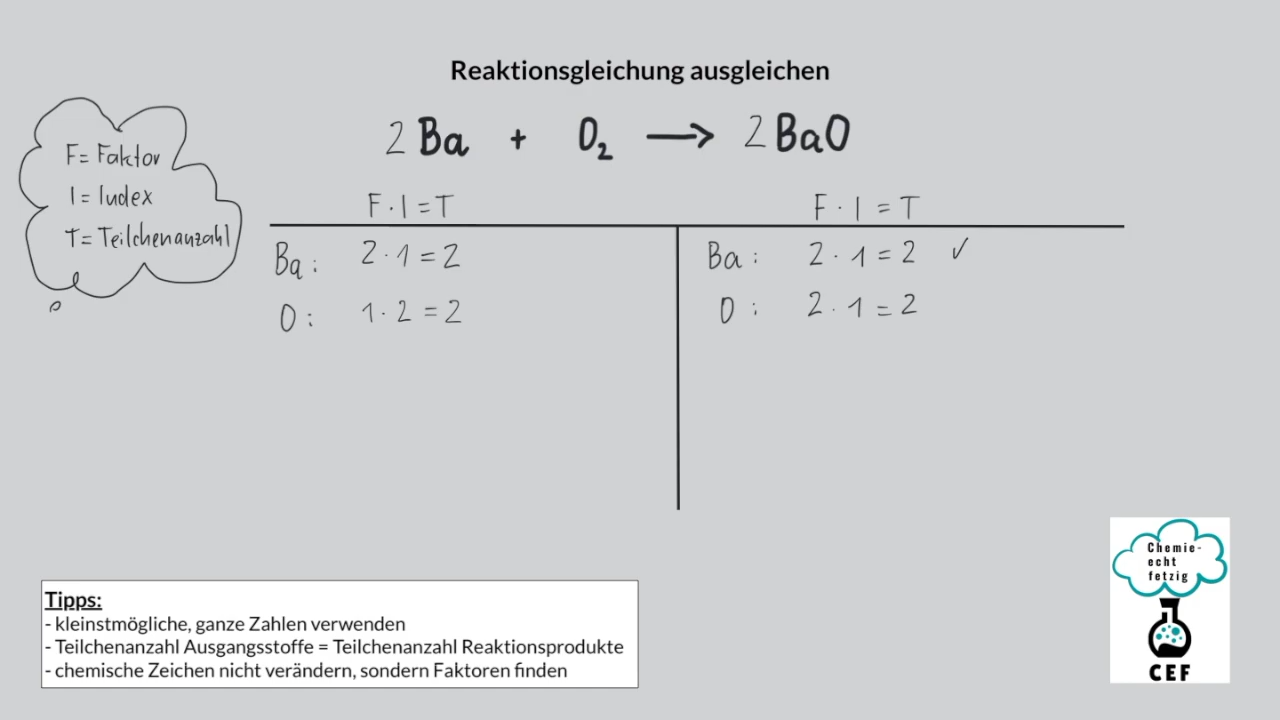 Reaktionsgleichung ausgleichen
2 Ba + O₂ → 2 BaO
F = Faktor
I = Index
T = Teilchenanzahl
F · I = T F · I = T
Ba : 2 · 1 = 2 Ba : 2 · 1 = 2 ✓
O : 1 · 2 = 2 O : 2 · 1 = 2
Tipps:
- kleinstmögliche, ganze Zahlen verwenden
- Teilchenanzahl Ausgangsstoffe = Teilchenanzahl Reaktionsprodukte
- chemische Zeichen nicht verändern, sondern Faktoren finden
Chemie-
echt
fetzig
CEF